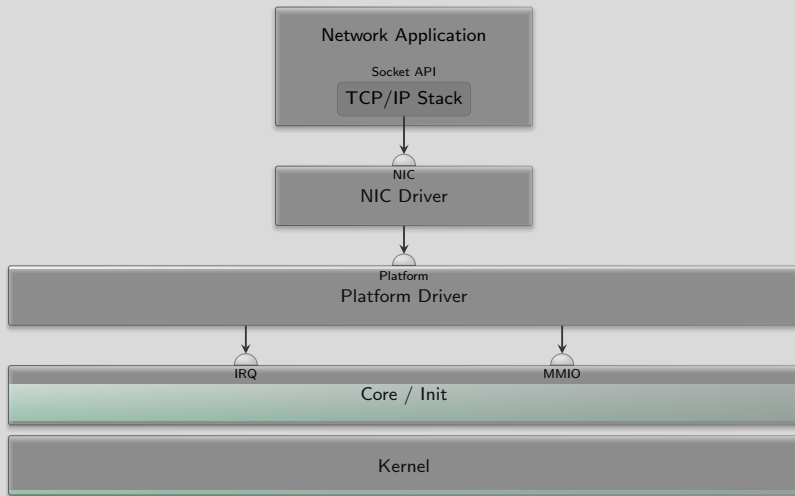 Network Application
Socket API
TCP/IP Stack
NIC
NIC Driver
Platform
Platform Driver
IRQ
MMIO
Core / Init
Kernel